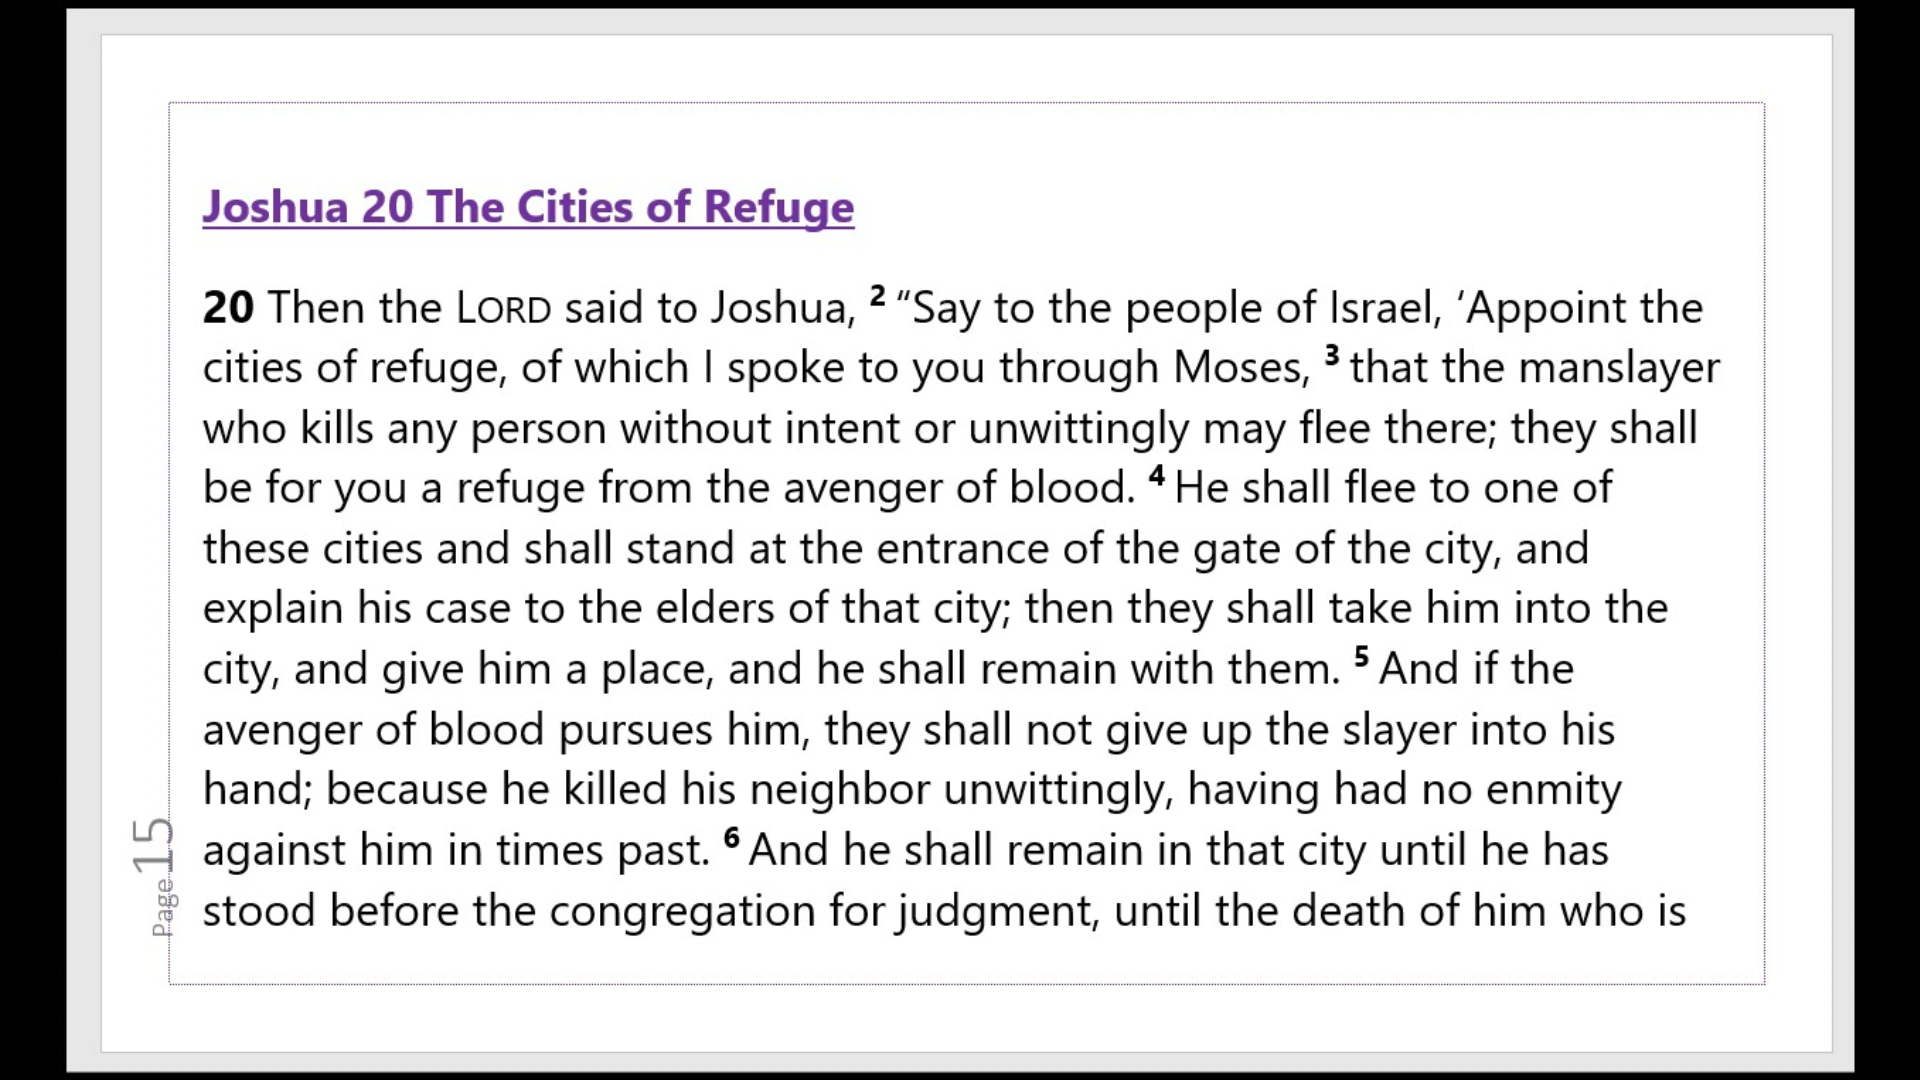 Joshua 20 The Cities of Refuge
20 Then the LORD said to Joshua, 2 “Say to the people of Israel, ‘Appoint the
cities of refuge, of which I spoke to you through Moses, 3 that the manslayer
who kills any person without intent or unwittingly may flee there; they shall
be for you a refuge from the avenger of blood. 4 He shall flee to one of
these cities and shall stand at the entrance of the gate of the city, and
explain his case to the elders of that city; then they shall take him into the
city, and give him a place, and he shall remain with them. 5 And if the
avenger of blood pursues him, they shall not give up the slayer into his
hand; because he killed his neighbor unwittingly, having had no enmity
against him in times past. 6 And he shall remain in that city until he has
stood before the congregation for judgment, until the death of him who is
Page 15